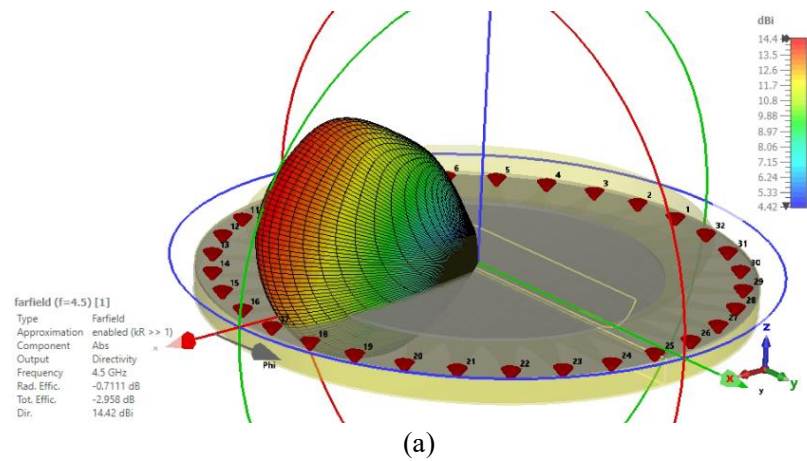 dBi
14.4
13.5
12.6
11.7
10.8
9.88
8.97
8.06
7.15
6.24
5.33
4.42
6
5
4
3
2
1
32
31
30
29
28
27
26
25
24
23
22
21
20
19
18
17
16
15
14
13
12
11
farfield (f=4.5) [1]
Type Farfield
Approximation enabled (kR >> 1)
Component Abs
Output Directivity
Frequency 4.5 GHz
Rad. Effic. -0.7111 dB
Tot. Effic. -2.958 dB
Dir. 14.42 dBi
x
Phi
z
x
y
y
(a)